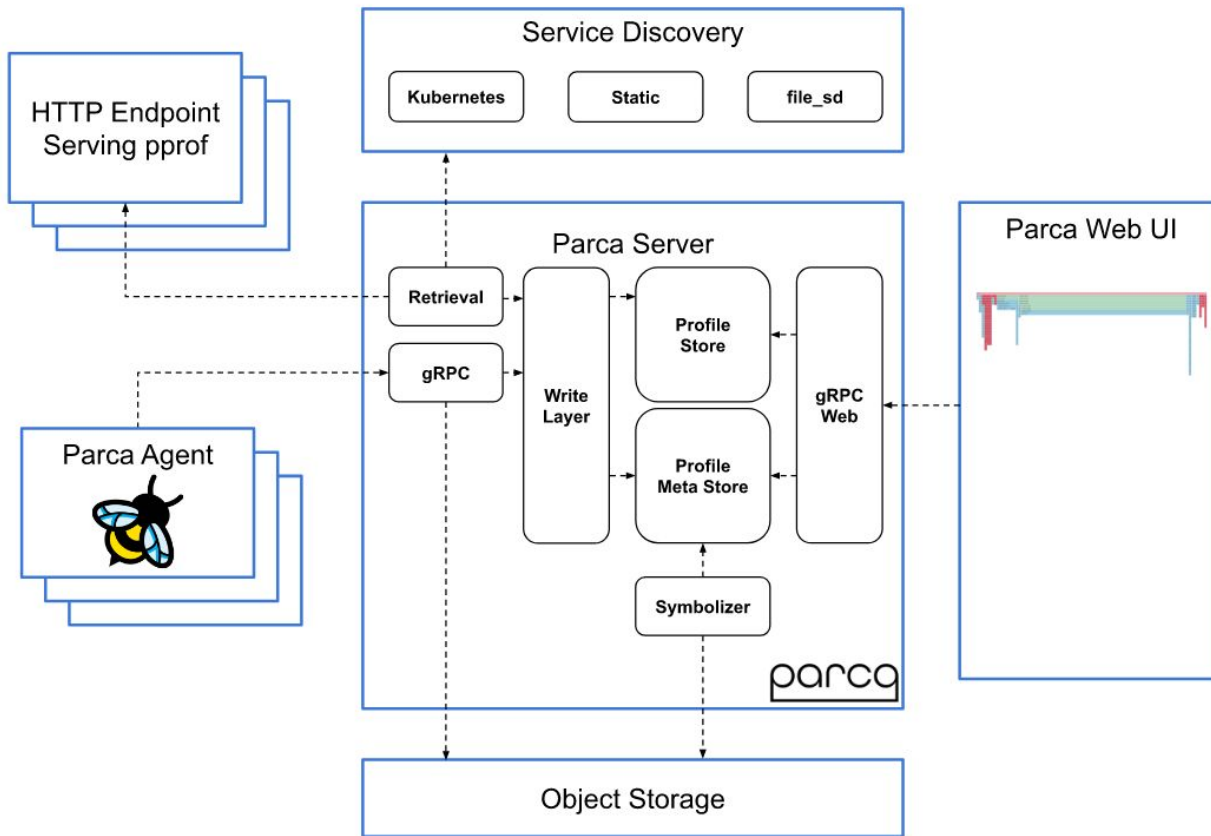 Service Discovery
Kubernetes
Static
file_sd
HTTP Endpoint
Serving pprof
Parca Server
Retrieval
gRPC
Write
Layer
Profile
Store
Profile
Meta Store
gRPC
Web
Symbolizer
parca
Parca Web UI
Parca Agent
Object Storage